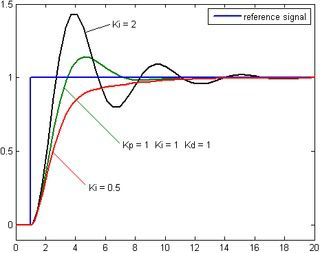 1.5
reference signal
Ki = 2
1
Kp = 1 Ki = 1 Kd = 1
0.5
Ki = 0.5
0
0 2 4 6 8 10 12 14 16 18 20